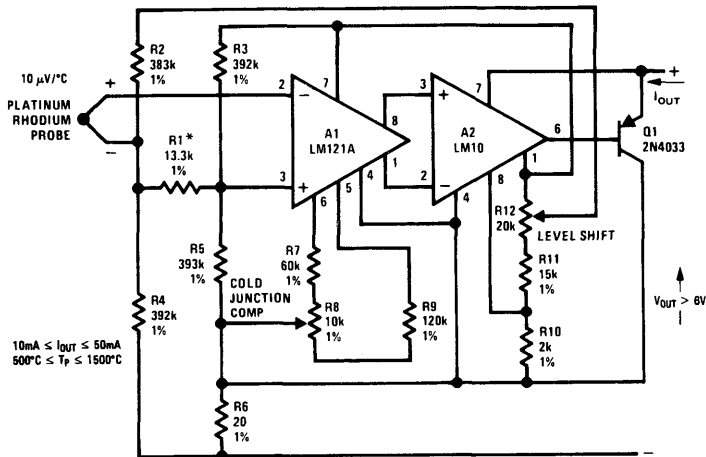 R2
383k
1%
R3
392k
1%
10 μV/°C
PLATINUM
RHODIUM
PROBE
+
−
R1*
13.3k
1%
2
−
7
A1
LM121A
8
1
3
+
6
5
4
3
+
7
A2
LM10
6
1
2
−
4
8
+
IOUT
Q1
2N4033
R12
20k
LEVEL SHIFT
R5
393k
1%
COLD
JUNCTION
COMP
R7
60k
1%
R8
10k
1%
R9
120k
1%
R11
15k
1%
R10
2k
1%
VOUT > 6V
R4
392k
1%
10mA ≤ IOUT ≤ 50mA
500°C ≤ TP ≤ 1500°C
R6
20
1%
−